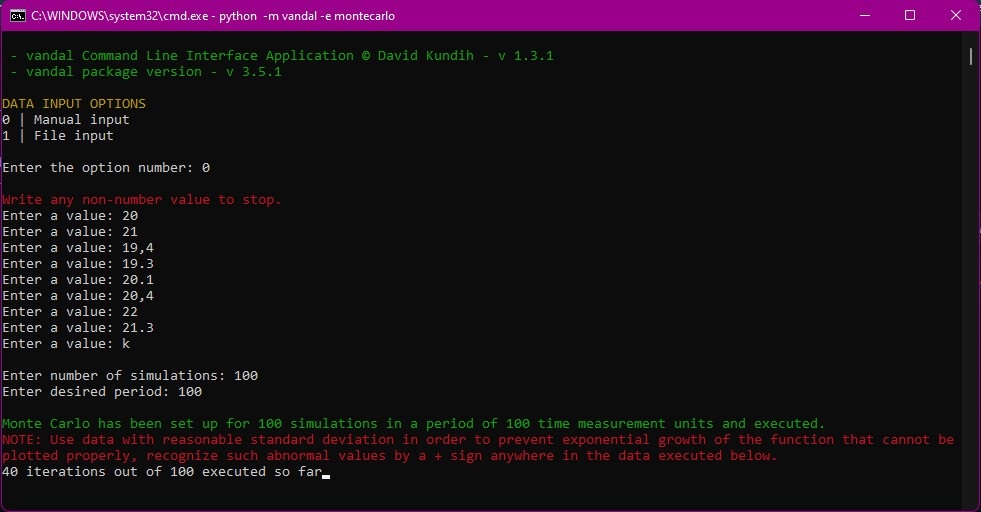 C:\WINDOWS\system32\cmd.exe - python -m vandal -e montecarlo
- vandal Command Line Interface Application © David Kundih - v 1.3.1
- vandal package version - v 3.5.1
DATA INPUT OPTIONS
0 | Manual input
1 | File input
Enter the option number: 0
Write any non-number value to stop.
Enter a value: 20
Enter a value: 21
Enter a value: 19,4
Enter a value: 19.3
Enter a value: 20.1
Enter a value: 20,4
Enter a value: 22
Enter a value: 21.3
Enter a value: k
Enter number of simulations: 100
Enter desired period: 100
Monte Carlo has been set up for 100 simulations in a period of 100 time measurement units and executed.
NOTE: Use data with reasonable standard deviation in order to prevent exponential growth of the function that cannot be
plotted properly, recognize such abnormal values by a + sign anywhere in the data executed below.
40 iterations out of 100 executed so far